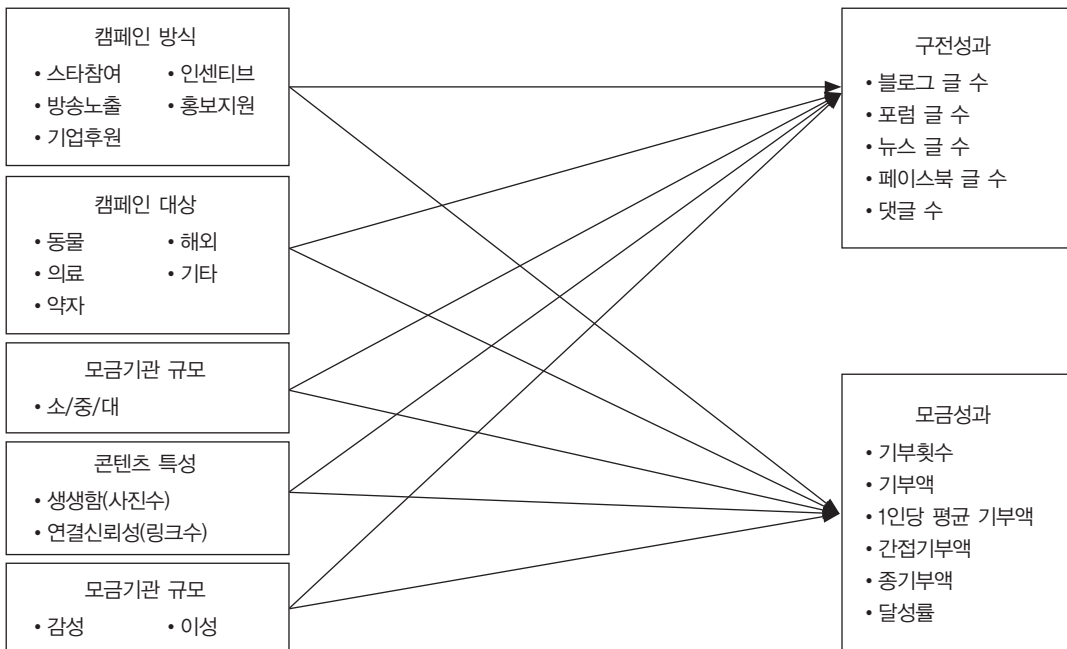 캠페인 방식
• 스타참여 • 인센티브
• 방송노출 • 홍보지원
• 기업후원
캠페인 대상
• 동물 • 해외
• 의료 • 기타
• 약자
모금기관 규모
• 소/중/대
콘텐츠 특성
• 생생함(사진수)
• 연결신뢰성(링크수)
모금기관 규모
• 감성 • 이성
구전성과
• 블로그 글 수
• 포럼 글 수
• 뉴스 글 수
• 페이스북 글 수
• 댓글 수
모금성과
• 기부횟수
• 기부액
• 1인당 평균 기부액
• 간접기부액
• 종기부액
• 달성률